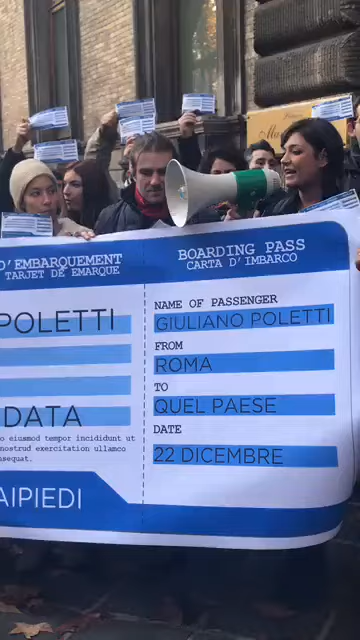 D'EMBARQUEMENT
TARJET DE EMARQUE
POLETTI
DATA
o eiusmod tempor incididunt ut
nostrud exercitation ullamco
nsequat.
AIPIEDI
BOARDING PASS
CARTA D'IMBARCO
NAME OF PASSENGER
GIULIANO POLETTI
FROM
ROMA
TO
QUEL PAESE
DATE
22 DICEMBRE